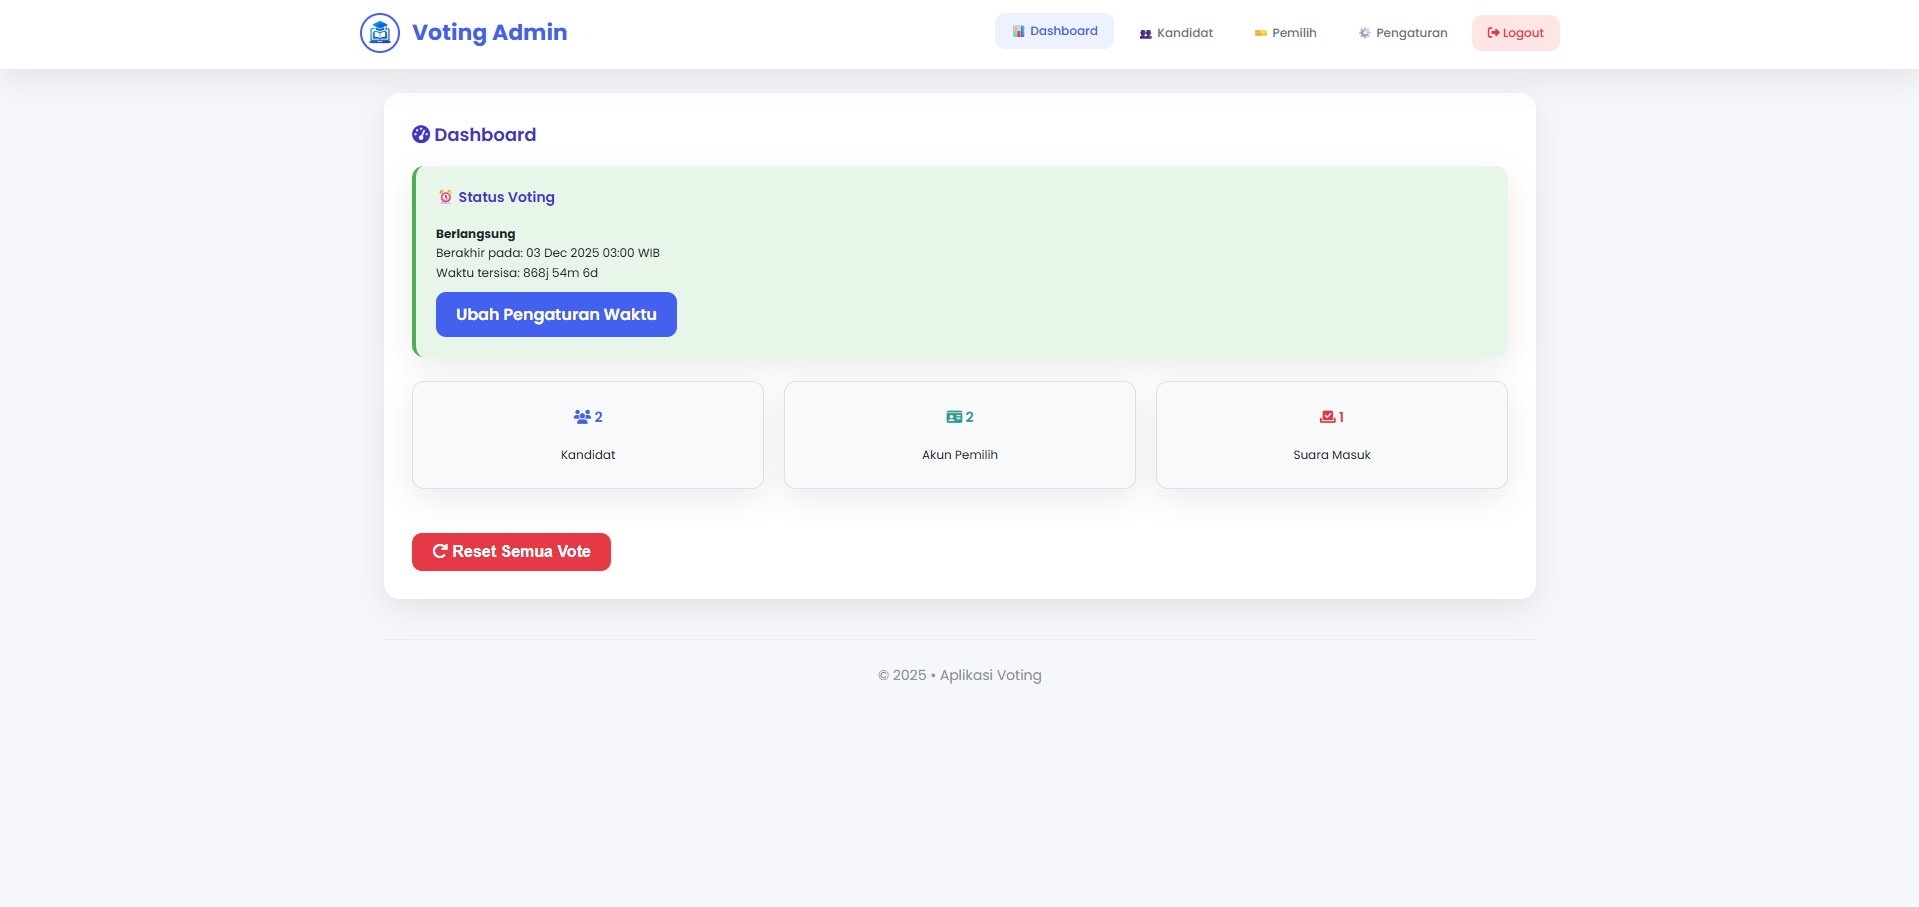 Voting Admin
Dashboard
Kandidat
Pemilih
Pengaturan
Logout
Dashboard
Status Voting
Berlangsung
Berakhir pada: 03 Dec 2025 03:00 WIB
Waktu tersisa: 868j 54m 6d
Ubah Pengaturan Waktu
2
Kandidat
2
Akun Pemilih
1
Suara Masuk
Reset Semua Vote
© 2025 • Aplikasi Voting